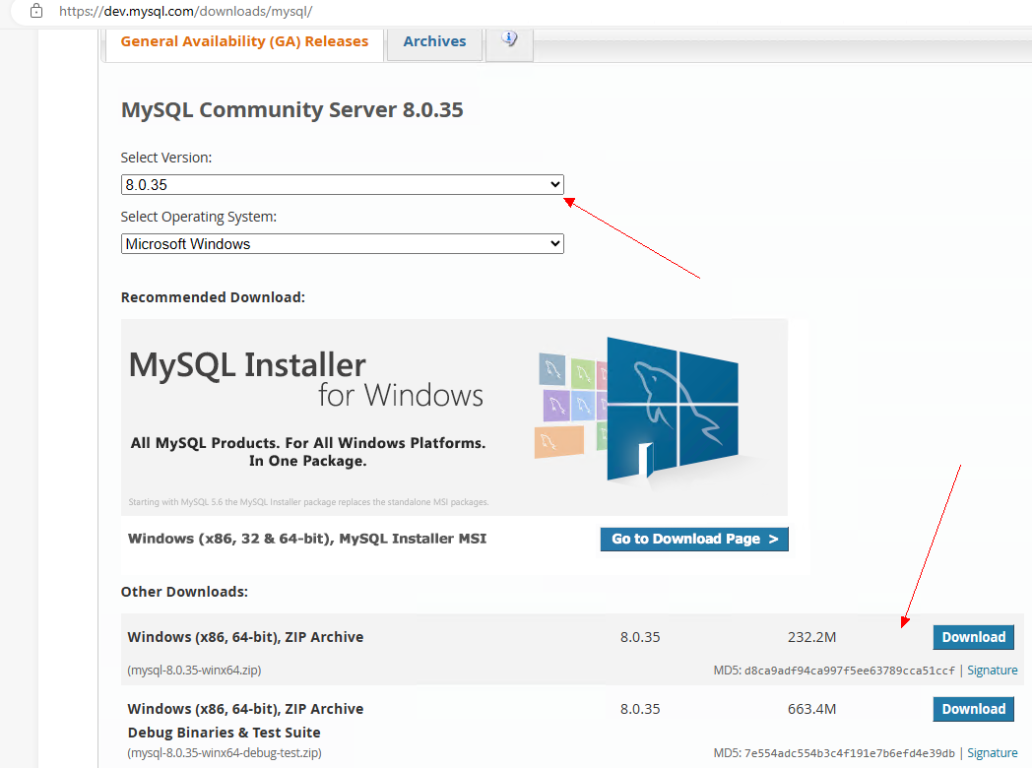 https://dev.mysql.com/downloads/mysql/
General Availability (GA) Releases
Archives
MySQL Community Server 8.0.35
Select Version:
8.0.35
Select Operating System:
Microsoft Windows
Recommended Download:
MySQL Installer
for Windows
All MySQL Products. For All Windows Platforms.
In One Package.
Starting with MySQL 5.6 the MySQL Installer package replaces the standalone MSI packages.
Windows (x86, 32 & 64-bit), MySQL Installer MSI
Go to Download Page >
Other Downloads:
Windows (x86, 64-bit), ZIP Archive 8.0.35 232.2M Download
(mysql-8.0.35-winx64.zip) MD5: d8ca9adf94ca997f5ee63789cca51ccf | Signature
Windows (x86, 64-bit), ZIP Archive 8.0.35 663.4M Download
Debug Binaries & Test Suite
(mysql-8.0.35-winx64-debug-test.zip) MD5: 7e554adc554b3c4f191e7b6efd4e39db | Signature